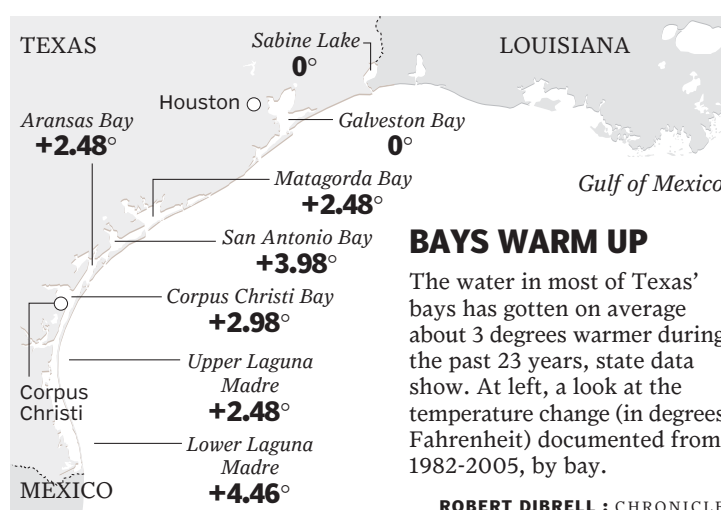 TEXAS
Sabine Lake
0°
LOUISIANA
Houston
Aransas Bay
+2.48°
Galveston Bay
0°
Matagorda Bay
+2.48°
Gulf of Mexico
San Antonio Bay
+3.98°
Corpus Christi Bay
+2.98°
Upper Laguna
Madre
+2.48°
Corpus
Christi
Lower Laguna
Madre
+4.46°
MEXICO
BAYS WARM UP
The water in most of Texas’
bays has gotten on average
about 3 degrees warmer during
the past 23 years, state data
show. At left, a look at the
temperature change (in degrees
Fahrenheit) documented from
1982-2005, by bay.
ROBERT DIBRELL : CHRONICLE